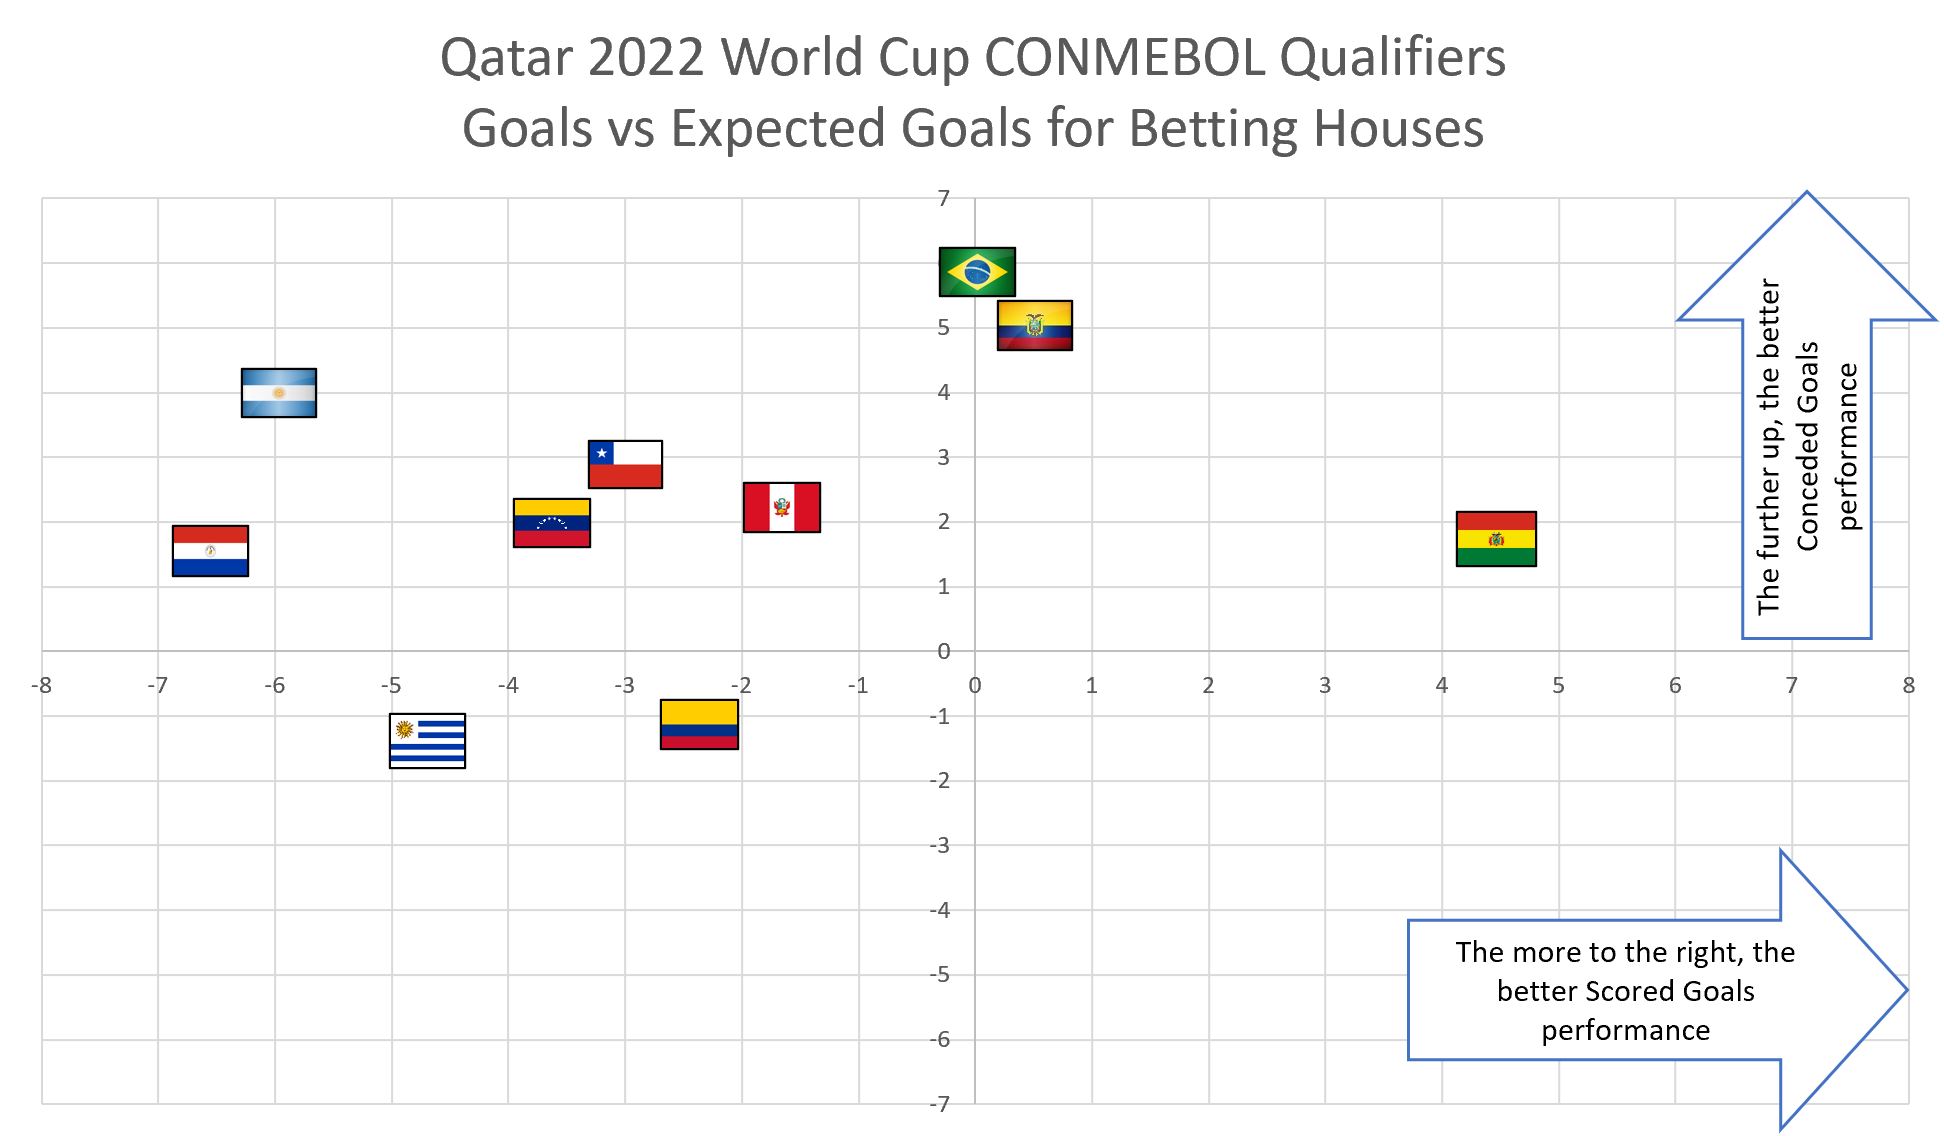 Qatar 2022 World Cup CONMEBOL Qualifiers
Goals vs Expected Goals for Betting Houses
7
5
4
3
2
1
0
-8 -7 -6 -5 -4 -3 -2 -1 0 1 2 3 4 5 6 7 8
-1
-2
-3
-4
-5
-6
-7
The further up, the better
Conceded Goals
performance
The more to the right, the
better Scored Goals
performance